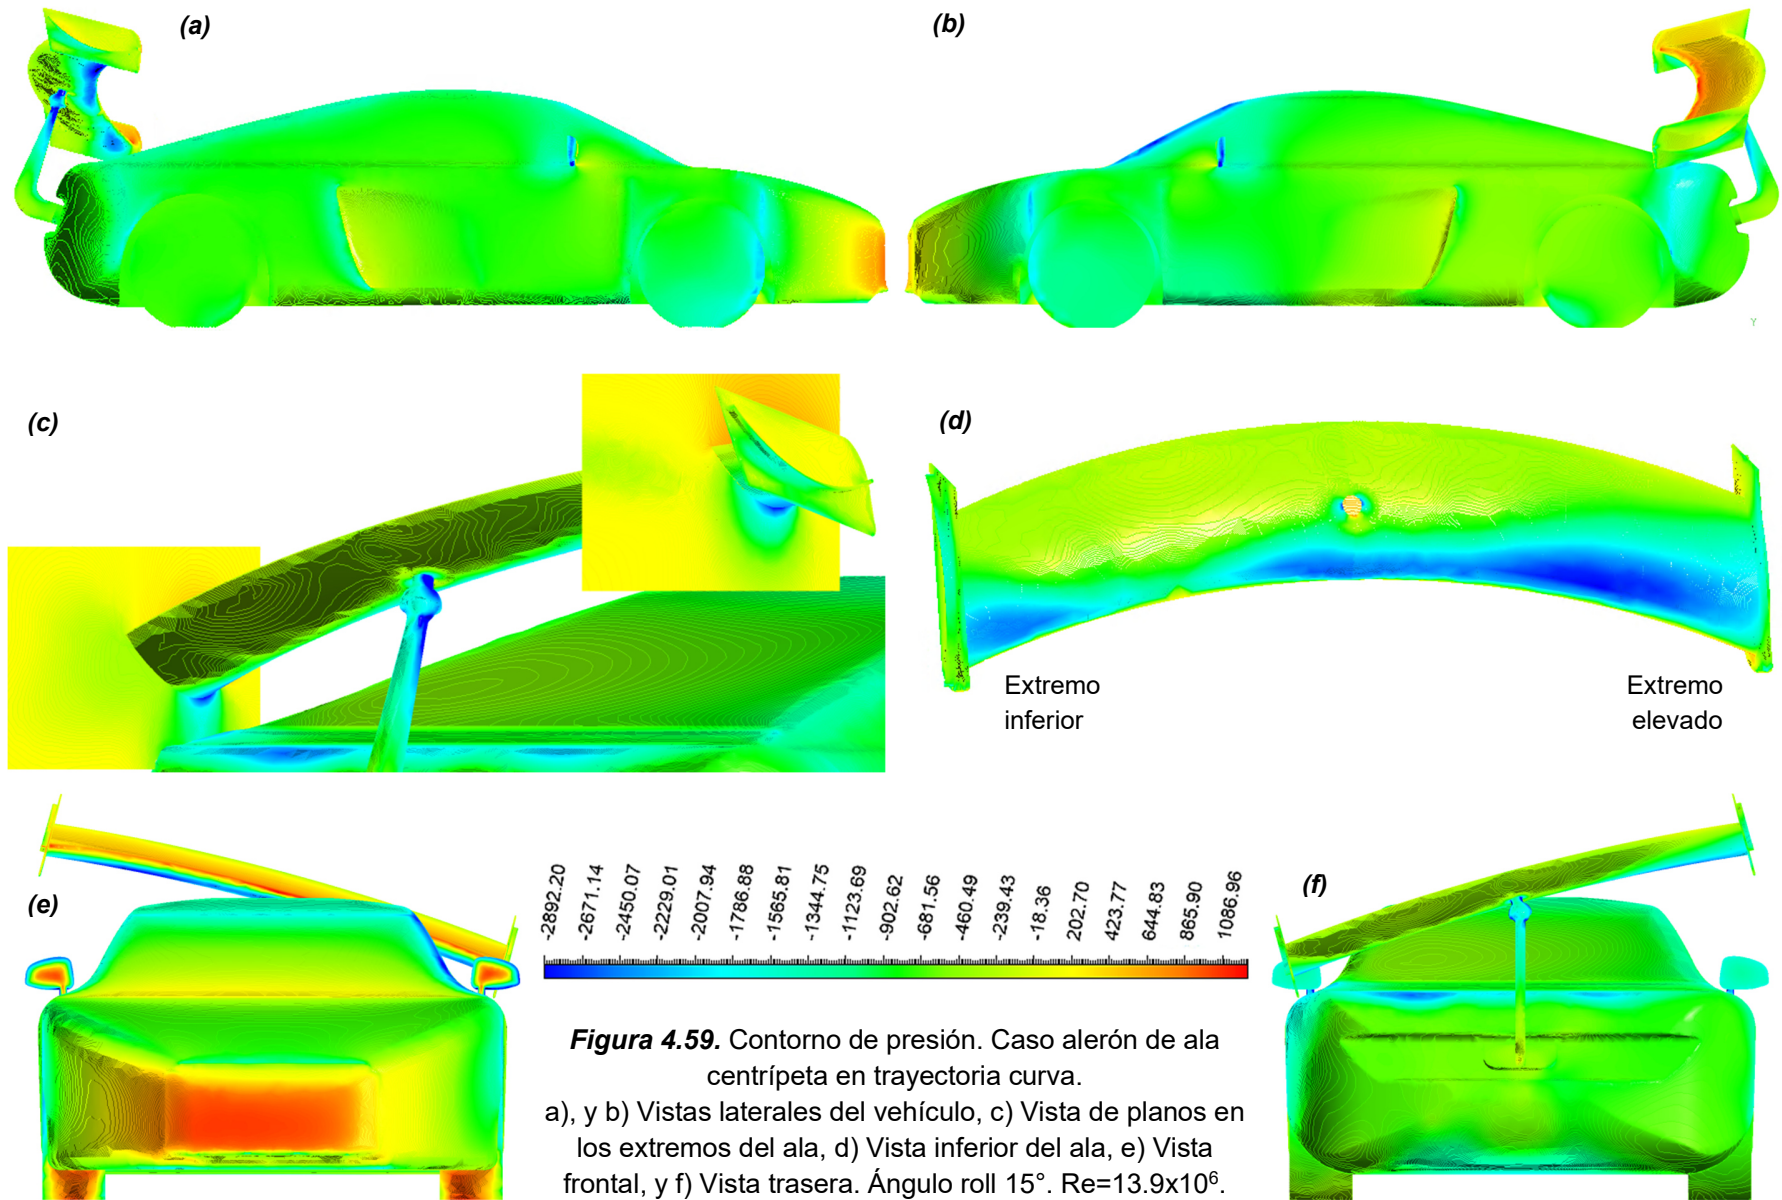 (a)
(b)
Y
(c)
(d)
Extremo
inferior
Extremo
elevado
(e)
(f)
-2892.20
-2671.14
-2450.07
-2229.01
-2007.94
-1786.88
-1565.81
-1344.75
-1123.69
-902.62
-681.56
-460.49
-239.43
-18.36
202.70
423.77
644.83
865.90
1086.96
Figura 4.59. Contorno de presión. Caso alerón de ala
centrípeta en trayectoria curva.
a), y b) Vistas laterales del vehículo, c) Vista de planos en
los extremos del ala, d) Vista inferior del ala, e) Vista
frontal, y f) Vista trasera. Ángulo roll 15°. Re=13.9x10⁶.